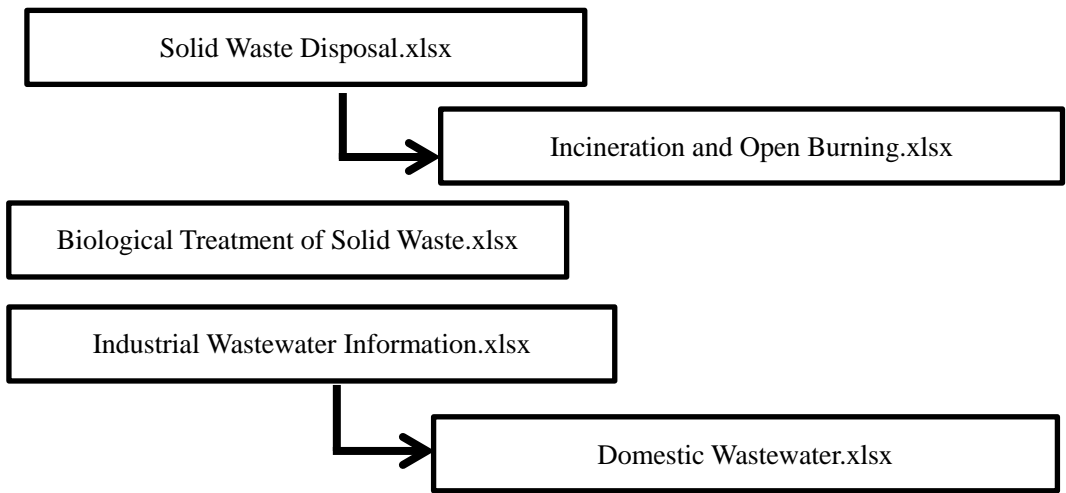 Solid Waste Disposal.xlsx
Incineration and Open Burning.xlsx
Biological Treatment of Solid Waste.xlsx
Industrial Wastewater Information.xlsx
Domestic Wastewater.xlsx